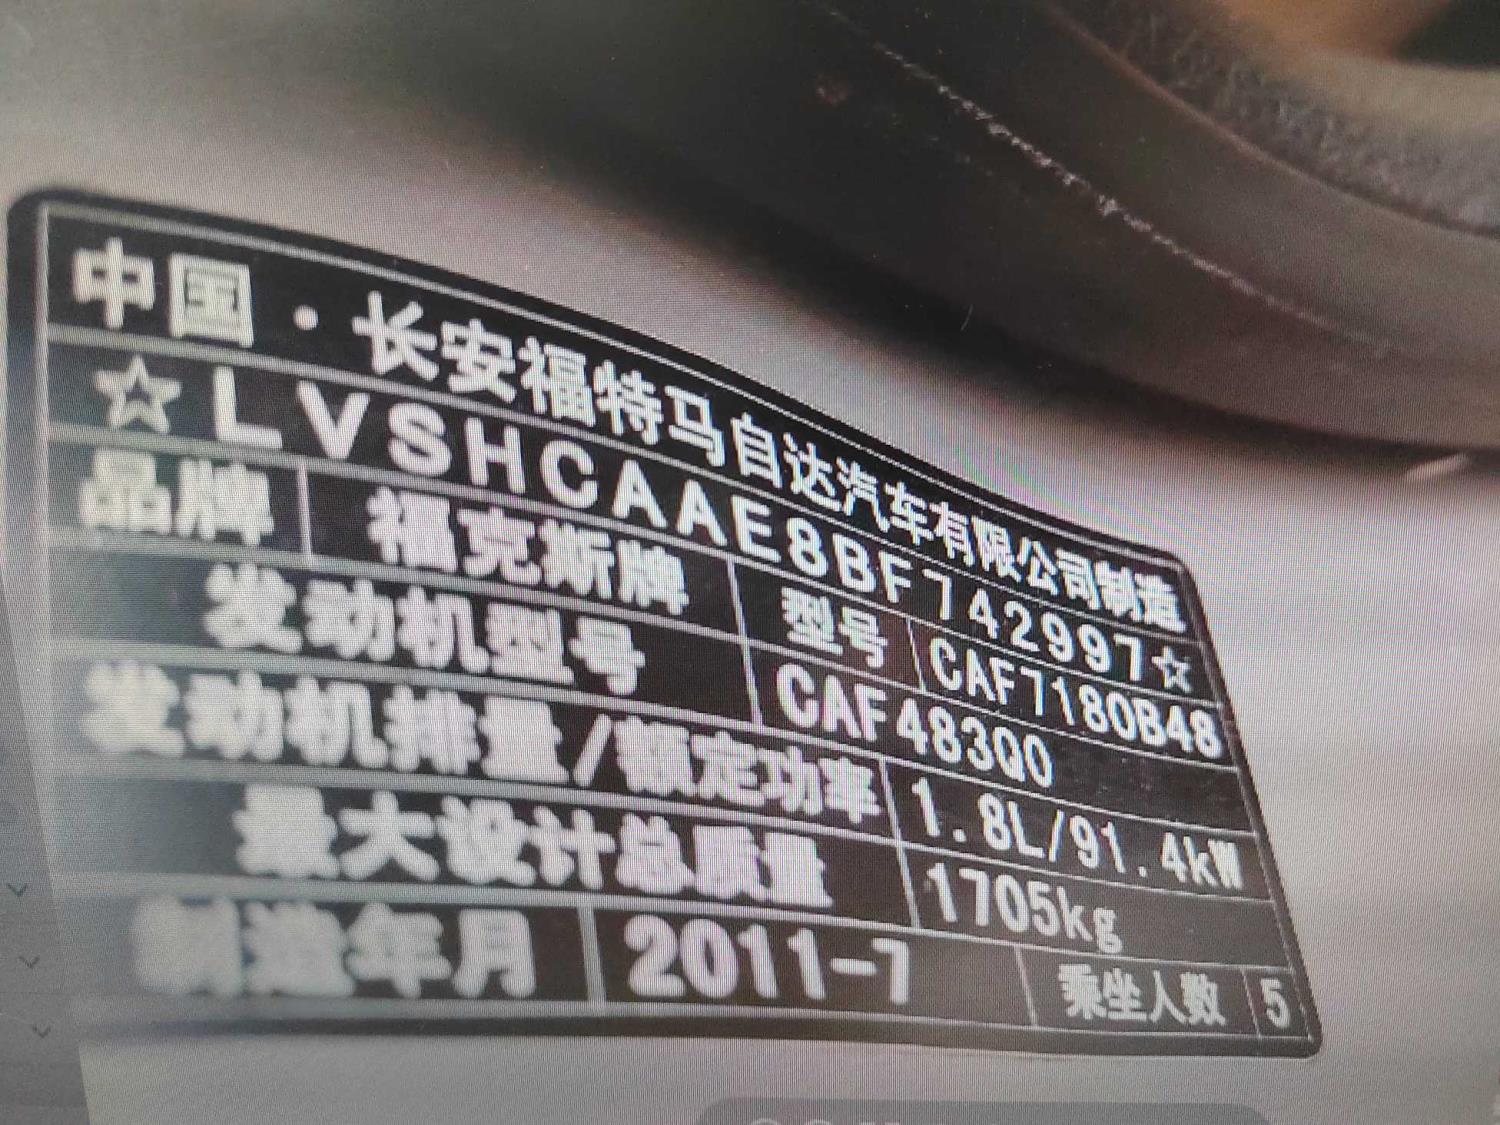 中国·长安福特马自达汽车有限公司制造
☆LVSHCAAE8BF742997☆
品牌 福克斯牌 型号 CAF7180B48
发动机型号 CAF483Q0
发动机排量/额定功率 1.8L/91.4kW
最大设计总质量 1705kg
制造年月 2011-7 乘坐人数 5